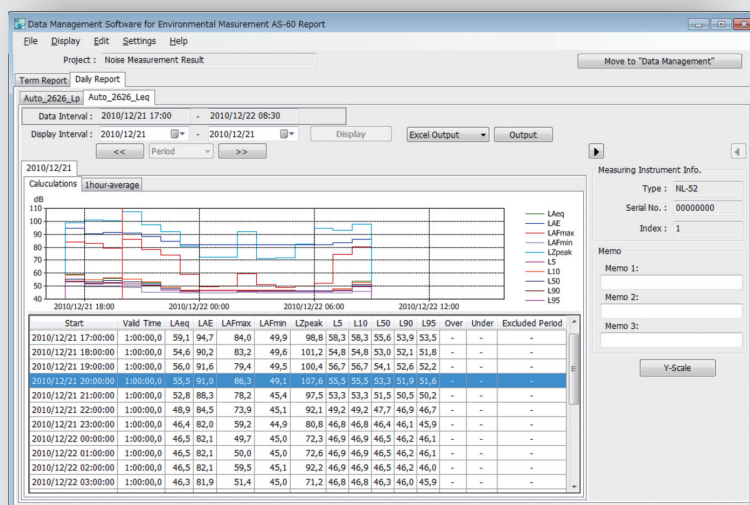 Data Management Software for Environmental Masurement AS-60 Report
File Display Edit Settings Help
Project : Noise Measurement Result
Move to "Data Management"
Term Report Daily Report
Auto_2626_Lp Auto_2626_Leq
Data Interval : 2010/12/21 17:00 - 2010/12/22 08:30
Display Interval : 2010/12/21 - 2010/12/21 Display Excel Output Output
<< Period >>
2010/12/21
Caluculations 1hour-average
dB
110
100
90
80
70
60
50
40
2010/12/21 18:00 2010/12/22 00:00 2010/12/22 06:00 2010/12/22 12:00
LAeq
LAE
LAFmax
LAFmin
LZpeak
L5
L10
L50
L90
L95
Start Valid Time LAeq LAE LAFmax LAFmin LZpeak L5 L10 L50 L90 L95 Over Under Excluded Period
2010/12/21 17:00:00 1:00:00,0 59,1 94,7 84,0 49,9 98,8 58,3 58,3 55,6 53,9 53,5 - - -
2010/12/21 18:00:00 1:00:00,0 54,6 90,2 83,2 49,6 101,2 54,8 54,8 53,0 52,1 51,8 - - -
2010/12/21 19:00:00 1:00:00,0 56,0 91,6 79,4 49,5 100,4 56,7 56,7 54,1 52,6 52,2 - - -
2010/12/21 20:00:00 1:00:00,0 55,5 91,0 86,3 49,1 107,6 55,5 55,5 53,3 51,9 51,6 - - -
2010/12/21 21:00:00 1:00:00,0 52,8 88,3 78,2 45,4 97,5 53,3 53,3 51,5 50,5 50,2 - - -
2010/12/21 22:00:00 1:00:00,0 48,9 84,5 73,9 45,1 92,1 49,2 49,2 47,7 46,9 46,7 - - -
2010/12/21 23:00:00 1:00:00,0 46,4 82,0 59,2 44,9 80,8 46,8 46,8 46,4 46,1 45,9 - - -
2010/12/22 00:00:00 1:00:00,0 46,5 82,1 49,7 45,0 72,3 46,9 46,9 46,5 46,2 46,1 - - -
2010/12/22 01:00:00 1:00:00,0 46,5 82,1 50,0 45,0 72,6 46,9 46,9 46,5 46,2 46,1 - - -
2010/12/22 02:00:00 1:00:00,0 46,5 82,1 59,5 45,1 92,2 46,9 46,9 46,5 46,2 46,0 - - -
2010/12/22 03:00:00 1:00:00,0 46,3 81,9 51,4 45,0 71,2 46,8 46,8 46,3 46,0 45,9 - - -
Measuring Instrument Info.
Type : NL-52
Serial No. : 00000000
Index : 1
Memo
Memo 1:
Memo 2:
Memo 3:
Y-Scale